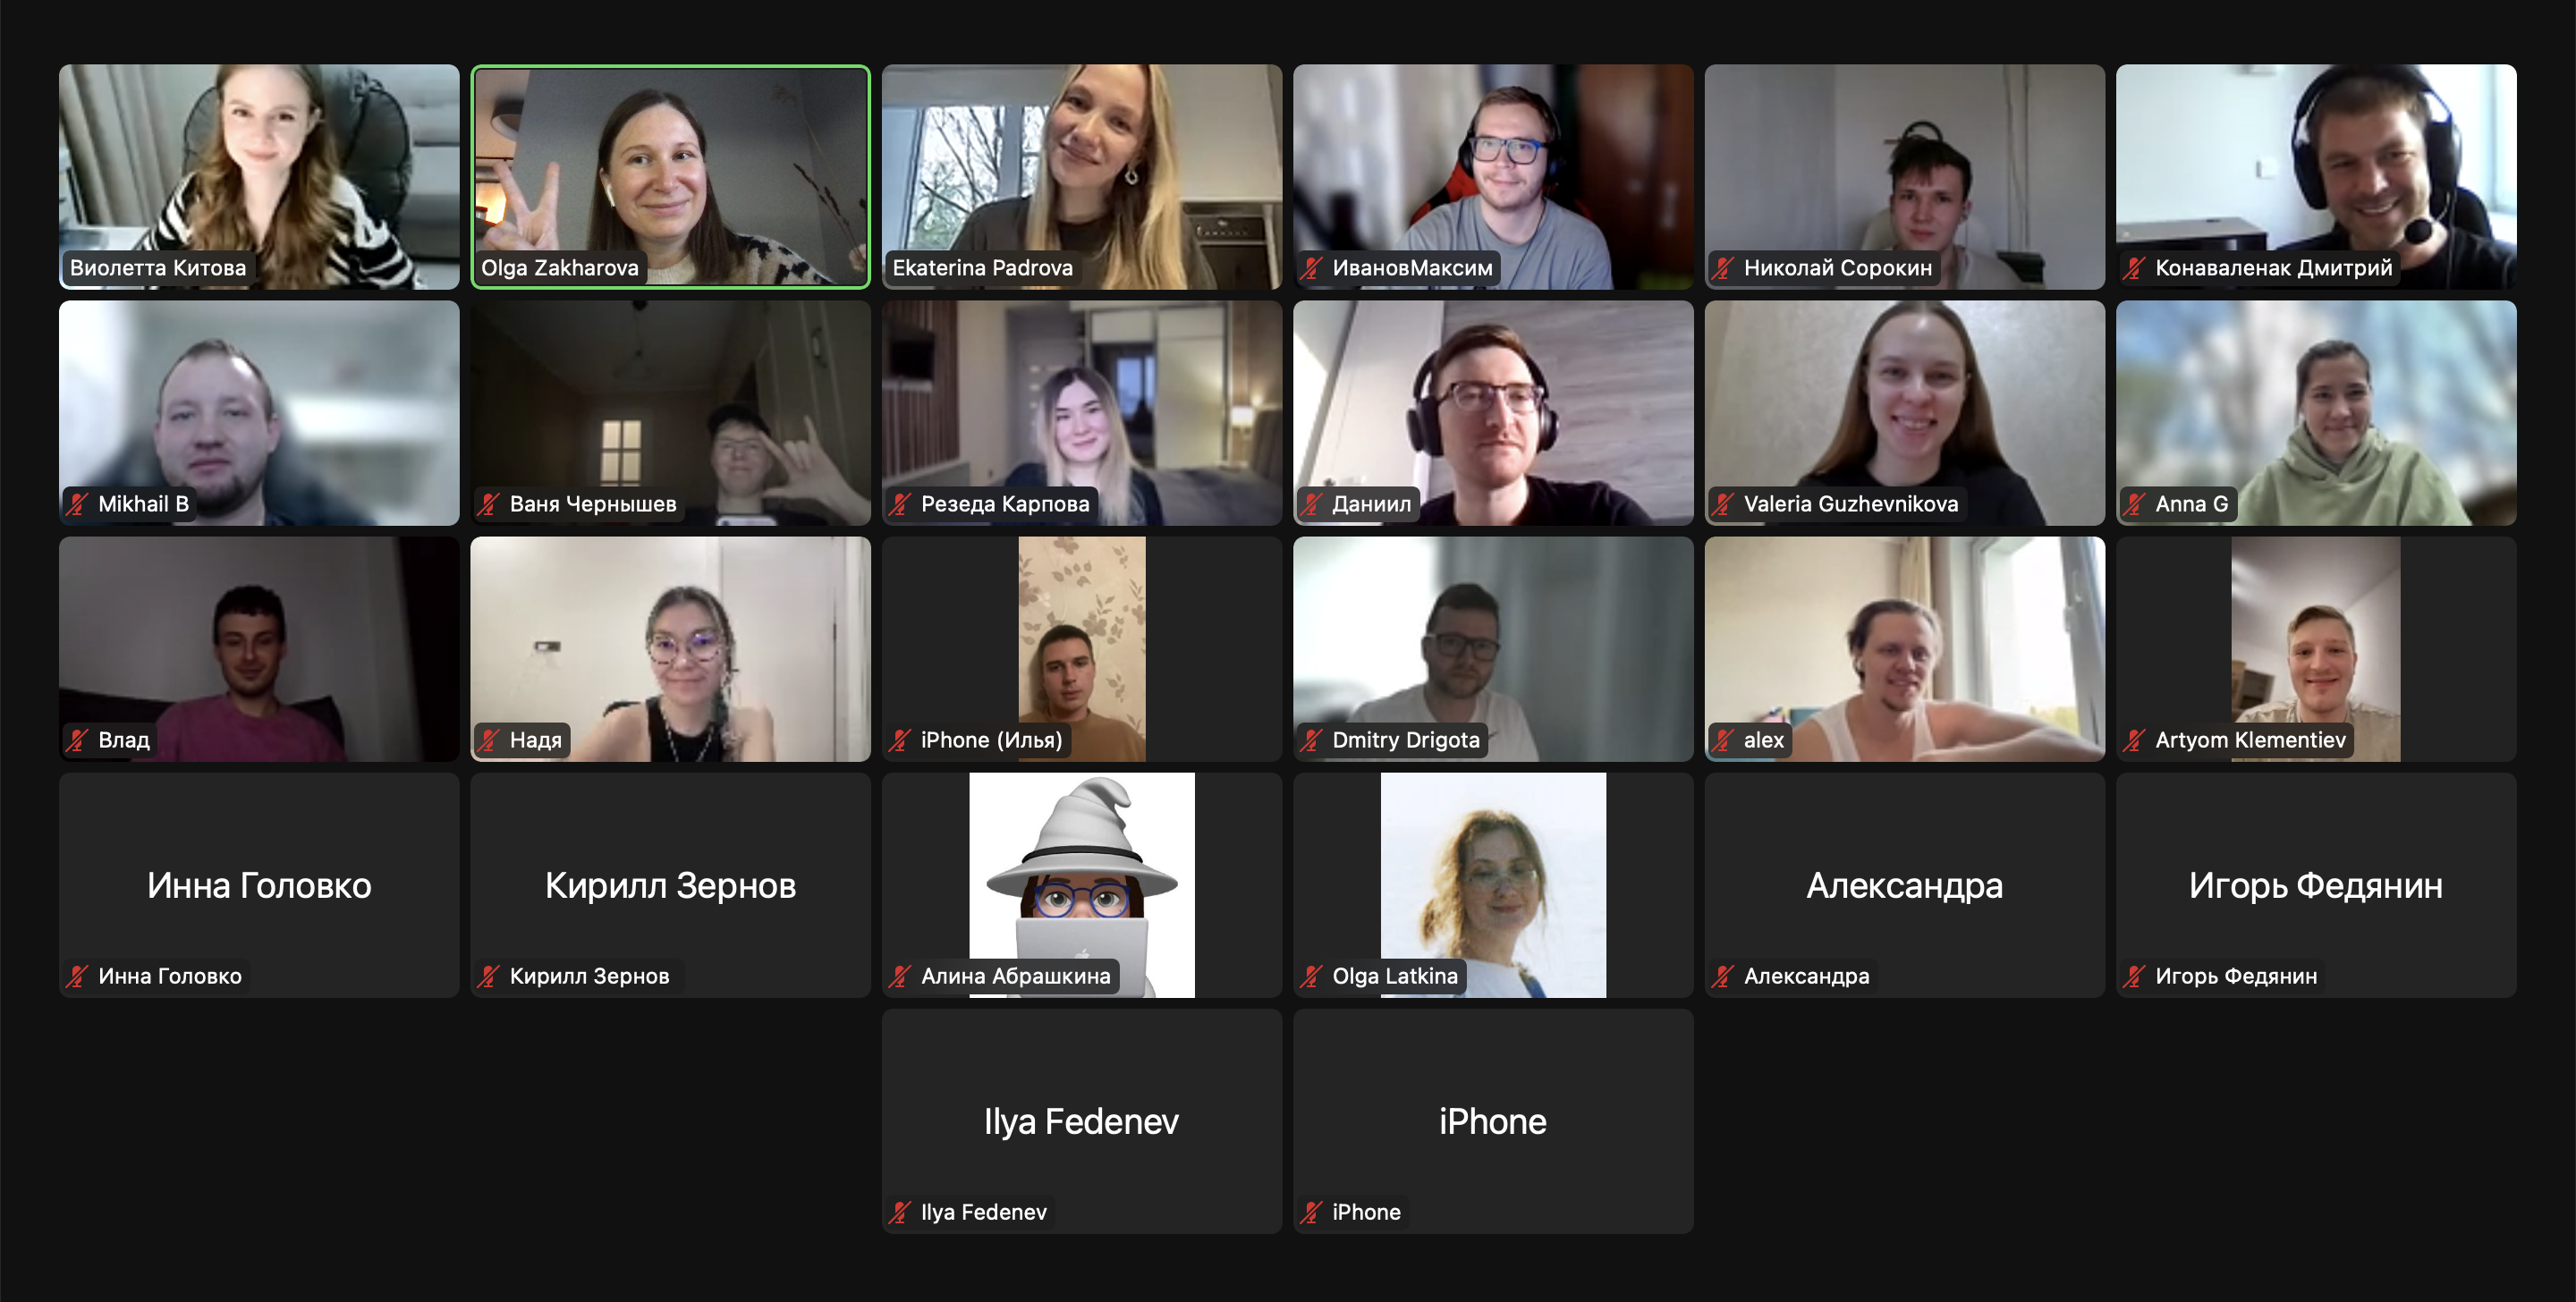 Виолетта Китова
Olga Zakharova
Ekaterina Padrova
ИвановМаксим
Николай Сорокин
Конаваленак Дмитрий
Mikhail B
Ваня Чернышев
Резеда Карпова
Даниил
Valeria Guzhevnikova
Anna G
Влад
Надя
iPhone (Илья)
Dmitry Drigota
alex
Artyom Klementiev
Инна Головко
Инна Головко
Кирилл Зернов
Кирилл Зернов
Алина Абрашкина
Olga Latkina
Александра
Александра
Игорь Федянин
Игорь Федянин
Ilya Fedenev
Ilya Fedenev
iPhone
iPhone